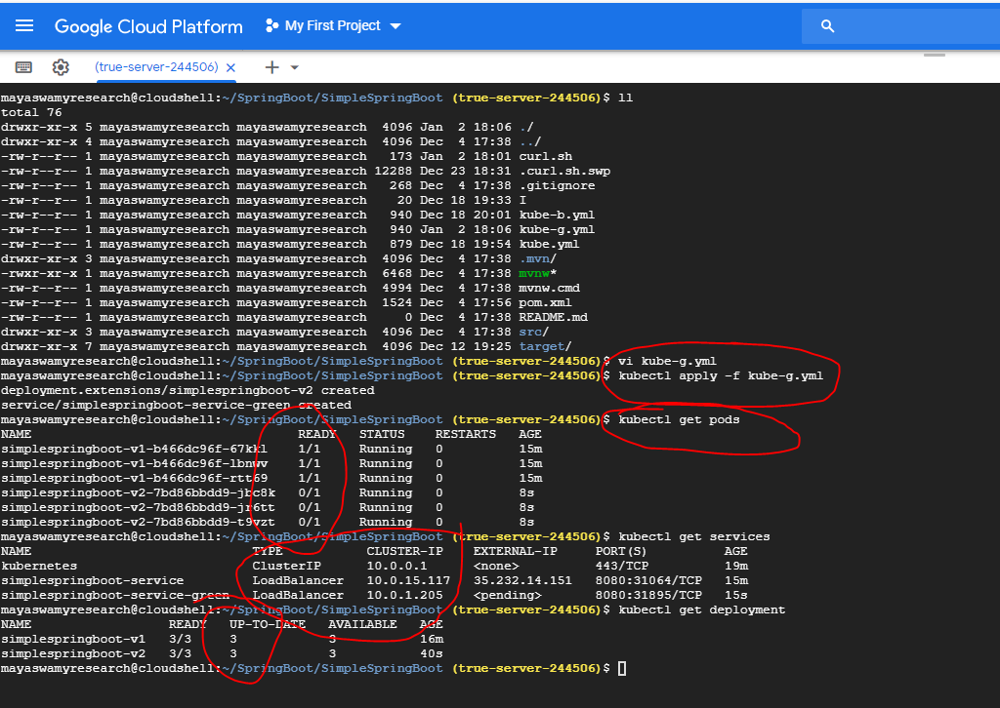 Google Cloud Platform My First Project
(true-server-244506)
mayaswamyresearch@cloudshell:~/SpringBoot/SimpleSpringBoot (true-server-244506)$ ll
total 76
drwxr-xr-x 5 mayaswamyresearch mayaswamyresearch 4096 Jan 2 18:06 ./
drwxr-xr-x 4 mayaswamyresearch mayaswamyresearch 4096 Dec 4 17:38 ../
-rw-r--r-- 1 mayaswamyresearch mayaswamyresearch 173 Jan 2 18:01 curl.sh
-rw-r--r-- 1 mayaswamyresearch mayaswamyresearch 12288 Dec 23 18:31 .curl.sh.swp
-rw-r--r-- 1 mayaswamyresearch mayaswamyresearch 268 Dec 4 17:38 .gitignore
-rw-r--r-- 1 mayaswamyresearch mayaswamyresearch 20 Dec 18 19:33 I
-rw-r--r-- 1 mayaswamyresearch mayaswamyresearch 940 Dec 18 20:01 kube-b.yml
-rw-r--r-- 1 mayaswamyresearch mayaswamyresearch 940 Jan 2 18:06 kube-g.yml
-rw-r--r-- 1 mayaswamyresearch mayaswamyresearch 879 Dec 18 19:54 kube.yml
drwxr-xr-x 3 mayaswamyresearch mayaswamyresearch 4096 Dec 4 17:38 .mvn/
-rwxr-xr-x 1 mayaswamyresearch mayaswamyresearch 6468 Dec 4 17:38 mvnw*
-rw-r--r-- 1 mayaswamyresearch mayaswamyresearch 4994 Dec 4 17:38 mvnw.cmd
-rw-r--r-- 1 mayaswamyresearch mayaswamyresearch 1524 Dec 4 17:56 pom.xml
-rw-r--r-- 1 mayaswamyresearch mayaswamyresearch 0 Dec 4 17:38 README.md
drwxr-xr-x 3 mayaswamyresearch mayaswamyresearch 4096 Dec 4 17:38 src/
drwxr-xr-x 7 mayaswamyresearch mayaswamyresearch 4096 Dec 12 19:25 target/
mayaswamyresearch@cloudshell:~/SpringBoot/SimpleSpringBoot (true-server-244506)$ vi kube-g.yml
mayaswamyresearch@cloudshell:~/SpringBoot/SimpleSpringBoot (true-server-244506)$ kubectl apply -f kube-g.yml
deployment.extensions/simplespringboot-v2 created
service/simplespringboot-service-green created
mayaswamyresearch@cloudshell:~/SpringBoot/SimpleSpringBoot (true-server-244506)$ kubectl get pods
NAME READY STATUS RESTARTS AGE
simplespringboot-v1-b466dc96f-67kkl 1/1 Running 0 15m
simplespringboot-v1-b466dc96f-lbnwv 1/1 Running 0 15m
simplespringboot-v1-b466dc96f-rtt69 1/1 Running 0 15m
simplespringboot-v2-7bd86bbdd9-jbc8k 0/1 Running 0 8s
simplespringboot-v2-7bd86bbdd9-jr6tt 0/1 Running 0 8s
simplespringboot-v2-7bd86bbdd9-t9vzt 0/1 Running 0 8s
mayaswamyresearch@cloudshell:~/SpringBoot/SimpleSpringBoot (true-server-244506)$ kubectl get services
NAME TYPE CLUSTER-IP EXTERNAL-IP PORT(S) AGE
kubernetes ClusterIP 10.0.0.1 <none> 443/TCP 19m
simplespringboot-service LoadBalancer 10.0.15.117 35.232.14.151 8080:31064/TCP 15m
simplespringboot-service-green LoadBalancer 10.0.1.205 <pending> 8080:31895/TCP 15s
mayaswamyresearch@cloudshell:~/SpringBoot/SimpleSpringBoot (true-server-244506)$ kubectl get deployment
NAME READY UP-TO-DATE AVAILABLE AGE
simplespringboot-v1 3/3 3 3 16m
simplespringboot-v2 3/3 3 3 40s
mayaswamyresearch@cloudshell:~/SpringBoot/SimpleSpringBoot (true-server-244506)$